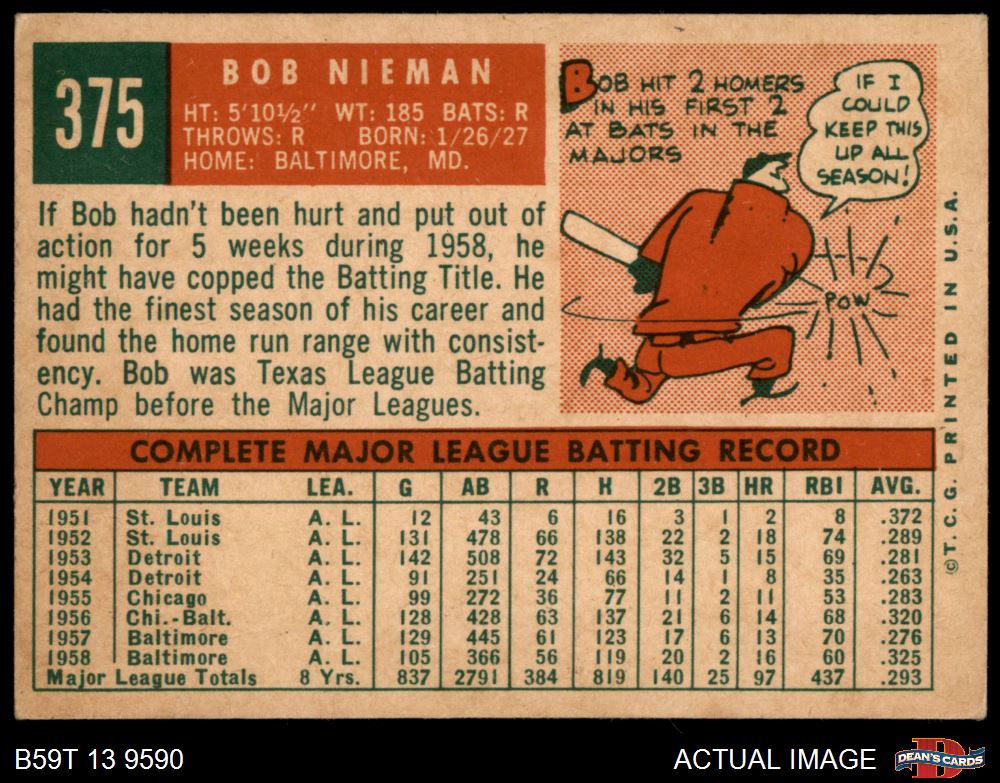 375
BOB NIEMAN
HT: 5'10½" WT: 185 BATS: R
THROWS: R BORN: 1/26/27
HOME: BALTIMORE, MD.
If Bob hadn't been hurt and put out of
action for 5 weeks during 1958, he
might have copped the Batting Title. He
had the finest season of his career and
found the home run range with consist-
ency. Bob was Texas League Batting
Champ before the Major Leagues.
BOB HIT 2 HOMERS
IN HIS FIRST 2
AT BATS IN THE
MAJORS
IF I
COULD
KEEP THIS
UP ALL
SEASON!
POW
COMPLETE MAJOR LEAGUE BATTING RECORD
YEAR TEAM LEA. G AB R H 2B 3B HR RBI AVG.
1951 St. Louis A. L. 12 43 6 16 3 1 2 8 .372
1952 St. Louis A. L. 131 478 66 138 22 2 18 74 .289
1953 Detroit A. L. 142 508 72 143 32 5 15 69 .281
1954 Detroit A. L. 91 251 24 66 14 1 8 35 .263
1955 Chicago A. L. 99 272 36 77 11 2 11 53 .283
1956 Chi.-Balt. A. L. 128 428 63 137 21 6 14 68 .320
1957 Baltimore A. L. 129 445 61 123 17 6 13 70 .276
1958 Baltimore A. L. 105 366 56 119 20 2 16 60 .325
Major League Totals 8 Yrs. 837 2791 384 819 140 25 97 437 .293
©T. C. G. PRINTED IN U.S.A.
B59T 13 9590
ACTUAL IMAGE
D
DEAN'S CARDS